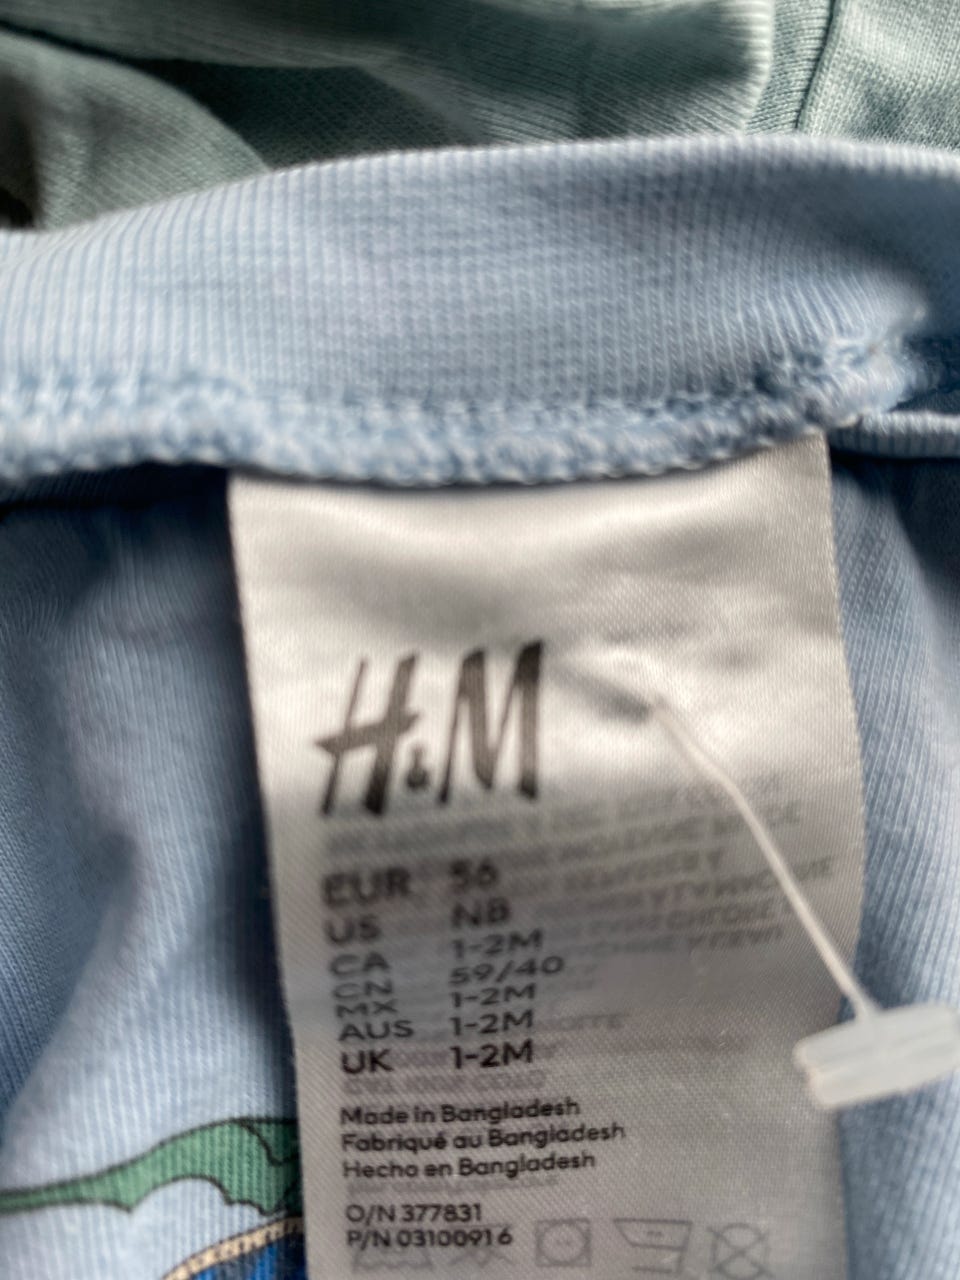 H&M
EUR 56
US NB
CA 1-2M
CN 59/40
MX 1-2M
AUS 1-2M
UK 1-2M
Made in Bangladesh
Fabriqué au Bangladesh
Hecho en Bangladesh
O/N 377831
P/N 03100916